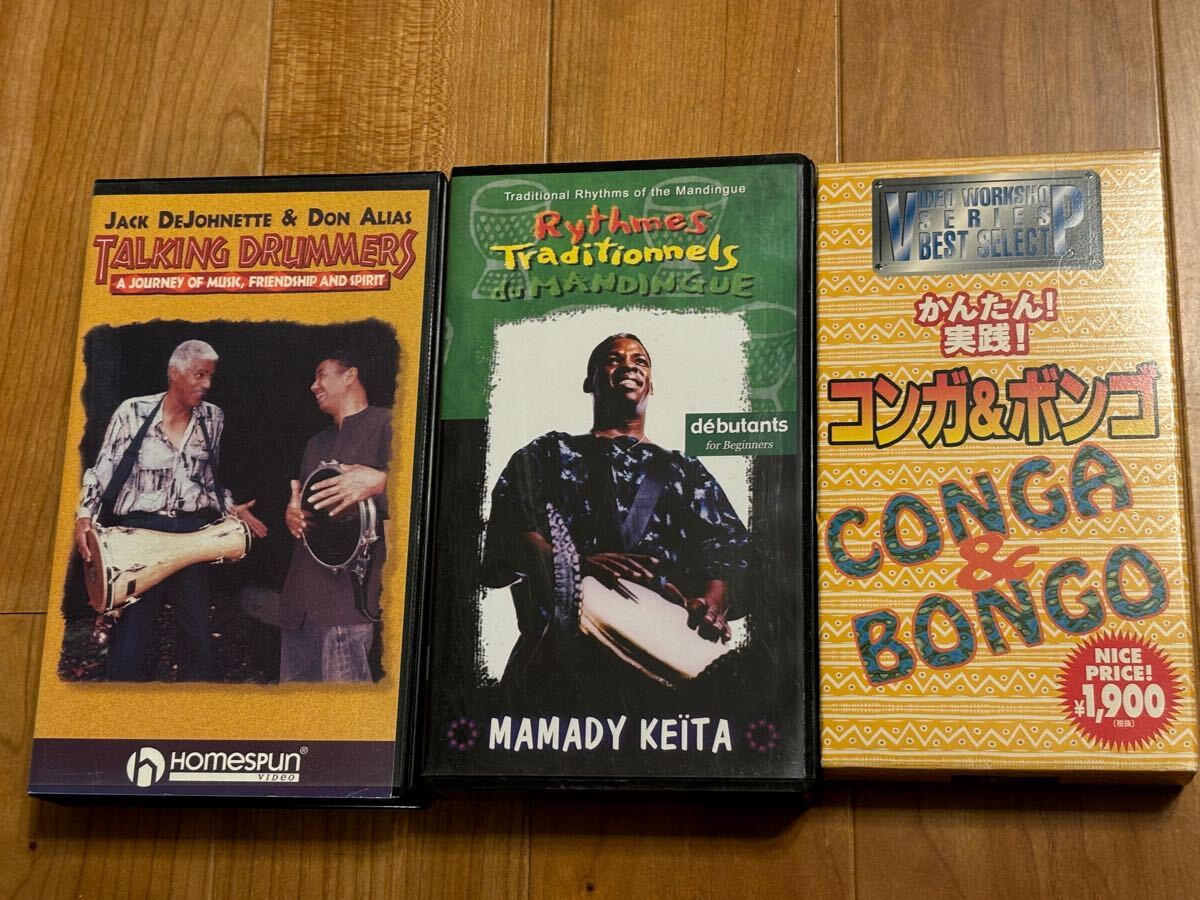 JACK DEJOHNETTE & DON ALIAS
TALKING DRUMMERS
A JOURNEY OF MUSIC, FRIENDSHIP AND SPIRIT
h HOMESPUN®
VIDEO
Traditional Rhythms of the Mandingue
Rythmes
Traditionnels
du MANDINGUE
débutants
for Beginners
MAMADY KEÏTA
VIDEO WORKSHOP
SERIES
BEST SELECT
かんたん!
実践!
コンガ&ボンゴ
CONGA
&
BONGO
NICE
PRICE!
¥1,900
(税抜)